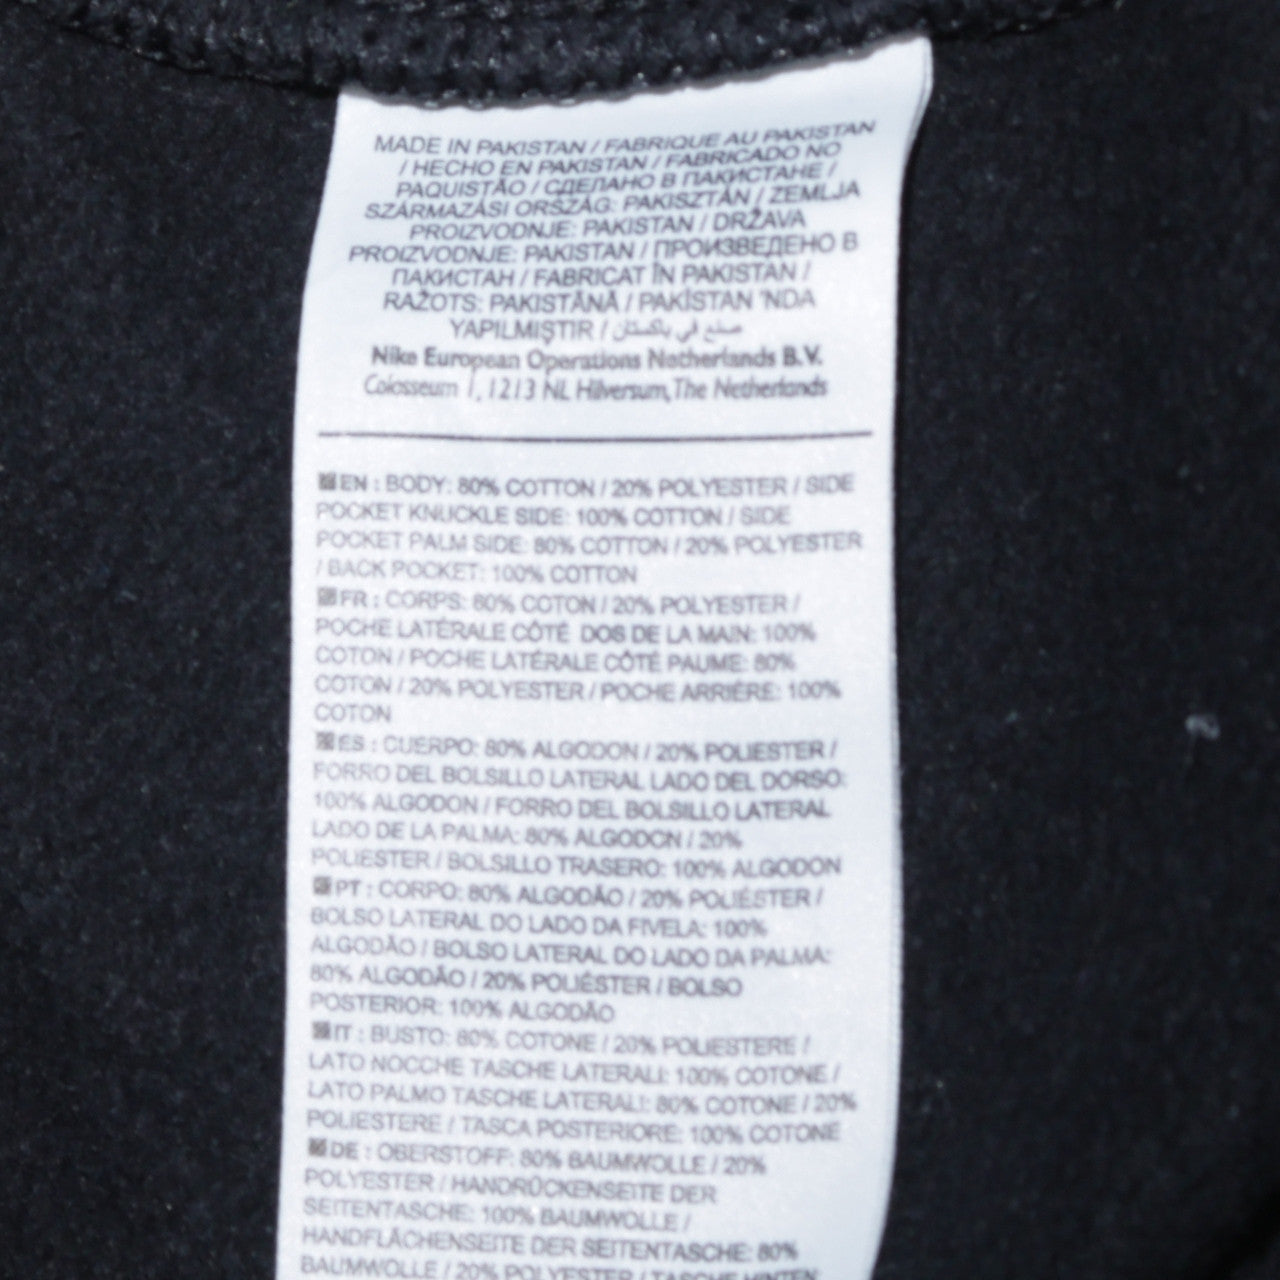 MADE IN PAKISTAN / FABRIQUE AU PAKISTAN
/ HECHO EN PAKISTAN / FABRICADO NO
PAQUISTÃO / СДЕЛАНО В ПАКИСТАНЕ /
SZÁRMAZÁSI ORSZÁG: PAKISZTÁN / ZEMLJA
PROIZVODNJE: PAKISTAN / DRŽAVA
PROIZVODNJE: PAKISTAN / ПРОИЗВЕДЕНО В
ПАКИСТАН / FABRICAT ÎN PAKISTAN /
RAŽOTS: PAKISTĀNĀ / PAKİSTAN 'NDA
YAPILMIŞTIR / صنع في باكستان
Nike European Operations Netherlands B.V.
Colosseum 1, 1213 NL Hilversum, The Netherlands
EN : BODY: 80% COTTON / 20% POLYESTER / SIDE
POCKET KNUCKLE SIDE: 100% COTTON / SIDE
POCKET PALM SIDE: 80% COTTON / 20% POLYESTER
/ BACK POCKET: 100% COTTON
FR : CORPS: 80% COTON / 20% POLYESTER /
POCHE LATÉRALE CÔTÉ DOS DE LA MAIN: 100%
COTON / POCHE LATÉRALE CÔTÉ PAUME: 80%
COTON / 20% POLYESTER / POCHE ARRIÈRE: 100%
COTON
ES : CUERPO: 80% ALGODON / 20% POLIESTER /
FORRO DEL BOLSILLO LATERAL LADO DEL DORSO:
100% ALGODON / FORRO DEL BOLSILLO LATERAL
LADO DE LA PALMA: 80% ALGODON / 20%
POLIESTER / BOLSILLO TRASERO: 100% ALGODON
PT : CORPO: 80% ALGODÃO / 20% POLIÉSTER /
BOLSO LATERAL DO LADO DA FIVELA: 100%
ALGODÃO / BOLSO LATERAL DO LADO DA PALMA:
80% ALGODÃO / 20% POLIÉSTER / BOLSO
POSTERIOR: 100% ALGODÃO
IT : BUSTO: 80% COTONE / 20% POLIESTERE /
LATO NOCCHE TASCHE LATERALI: 100% COTONE /
LATO PALMO TASCHE LATERALI: 80% COTONE / 20%
POLIESTERE / TASCA POSTERIORE: 100% COTONE
DE : OBERSTOFF: 80% BAUMWOLLE / 20%
POLYESTER / HANDRÜCKENSEITE DER
SEITENTASCHE: 100% BAUMWOLLE /
HANDFLÄCHENSEITE DER SEITENTASCHE: 80%
BAUMWOLLE / 20% POLYESTER / TASCHE HINTEN